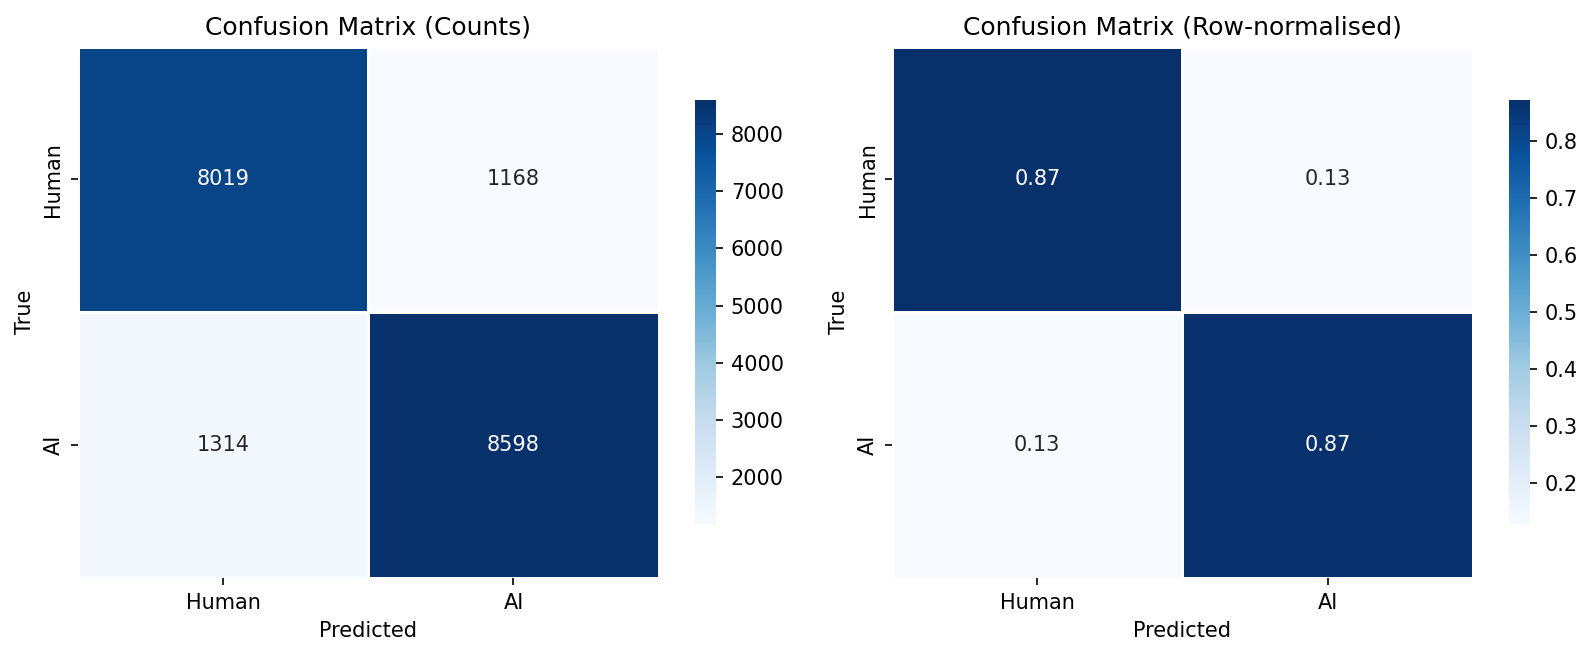 Confusion Matrix (Counts)
Human
AI
True
8019
1168
1314
8598
Human
AI
Predicted
8000
7000
6000
5000
4000
3000
2000
Confusion Matrix (Row-normalised)
Human
AI
True
0.87
0.13
0.13
0.87
Human
AI
Predicted
0.8
0.7
0.6
0.5
0.4
0.3
0.2